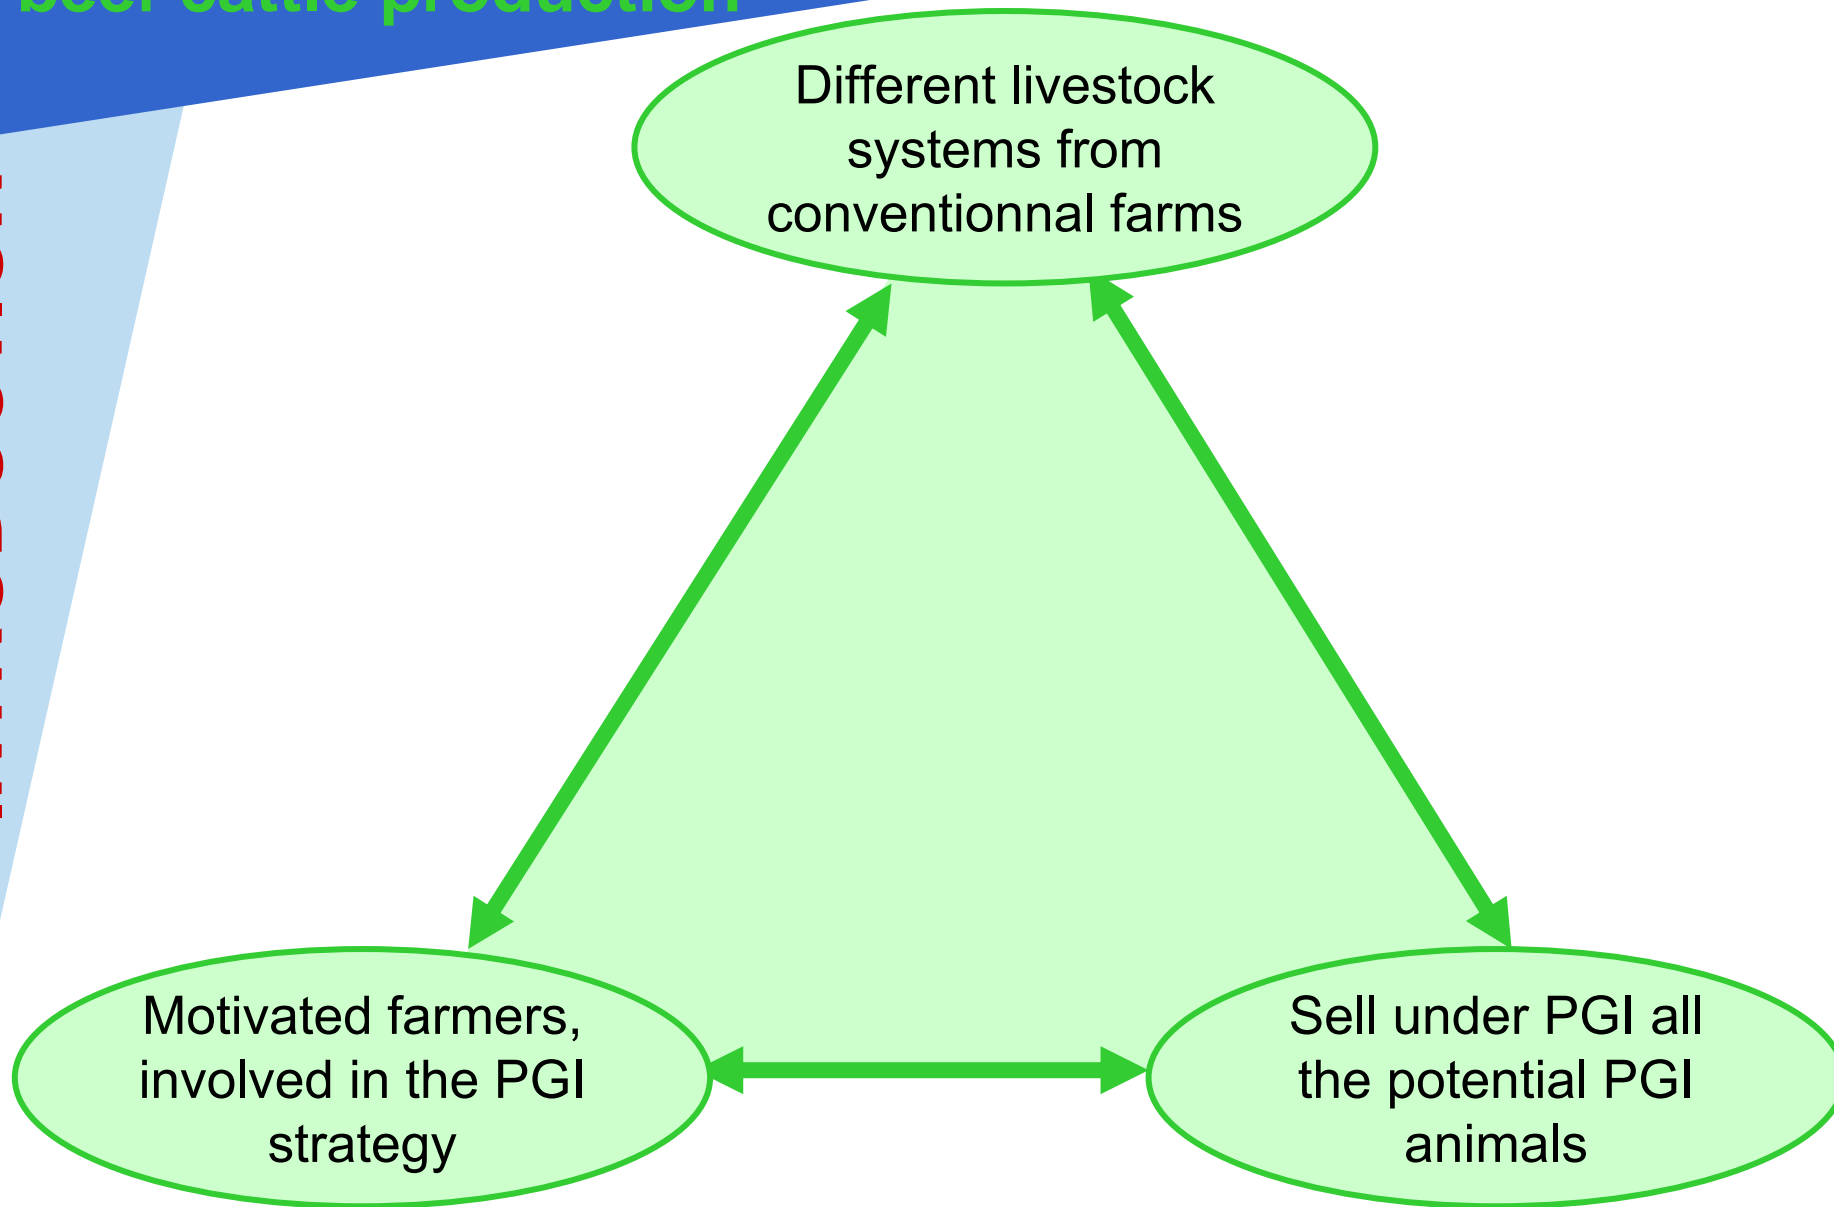 beef cattle production
Different livestock
systems from
conventionnal farms
Motivated farmers,
involved in the PGI
strategy
Sell under PGI all
the potential PGI
animals